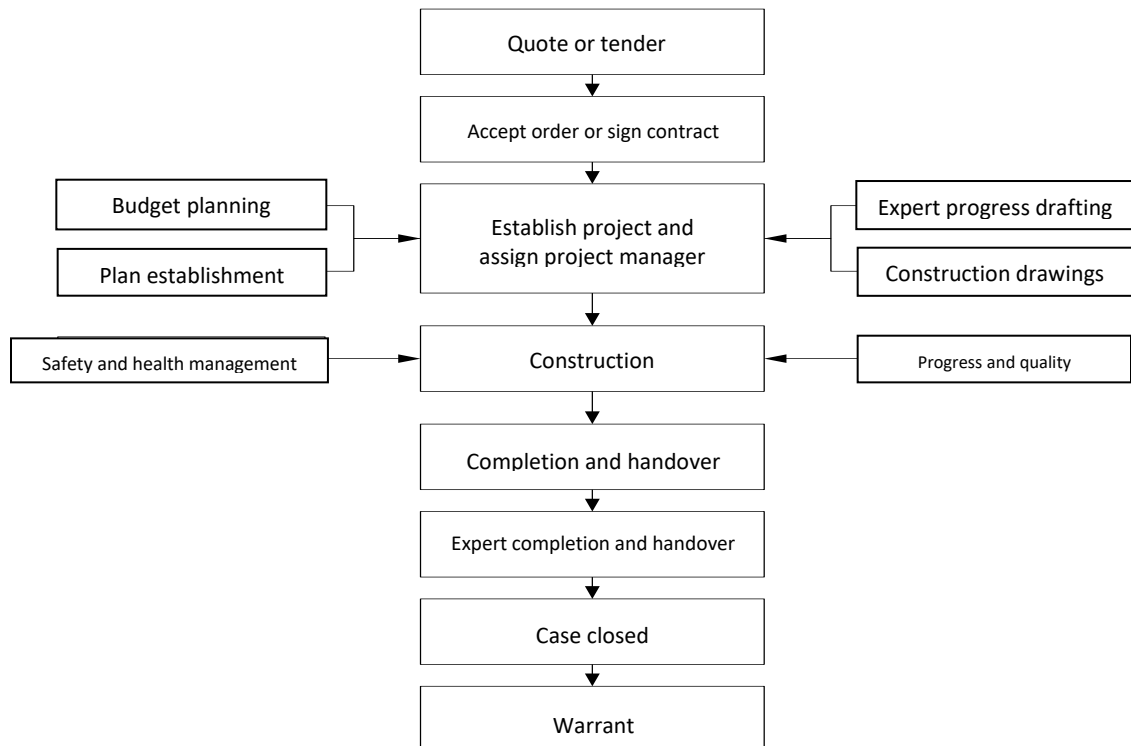 Quote or tender
Accept order or sign contract
Budget planning
Plan establishment
Establish project and
assign project manager
Expert progress drafting
Construction drawings
Safety and health management
Construction
Progress and quality
Completion and handover
Expert completion and handover
Case closed
Warrant